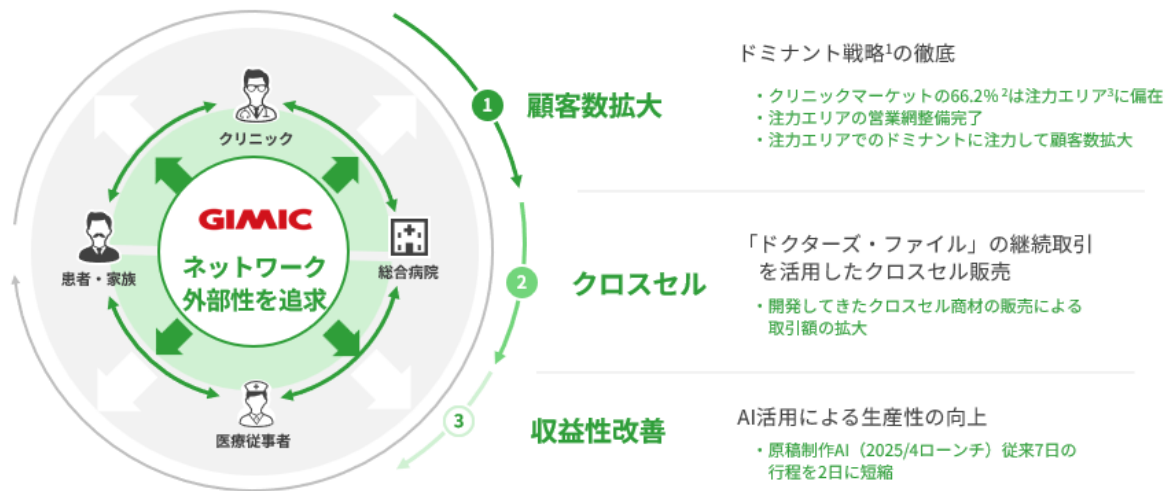 クリニック
GIMIC
ネットワーク
外部性を追求
患者・家族
総合病院
医療従事者
1
顧客数拡大
ドミナント戦略¹の徹底
・クリニックマーケットの66.2%²は注力エリア³に偏在
・注力エリアの営業網整備完了
・注力エリアでのドミナントに注力して顧客数拡大
2
クロスセル
「ドクターズ・ファイル」の継続取引
を活用したクロスセル販売
・開発してきたクロスセル商材の販売による
取引額の拡大
3
収益性改善
AI活用による生産性の向上
・原稿制作AI（2025/4ローンチ）従来7日の
行程を2日に短縮